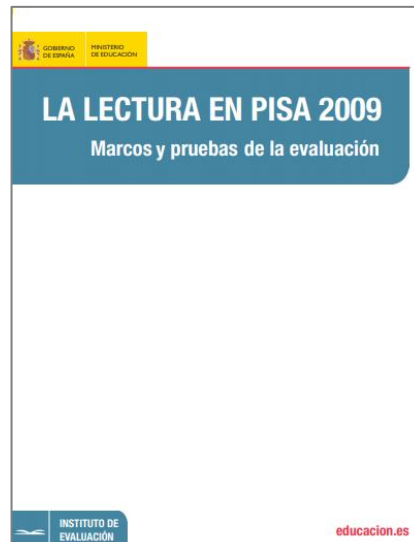 GOBIERNO MINISTERIO
DE ESPAÑA DE EDUCACIÓN
LA LECTURA EN PISA 2009
Marcos y pruebas de la evaluación
INSTITUTO DE
EVALUACIÓN
educacion.es